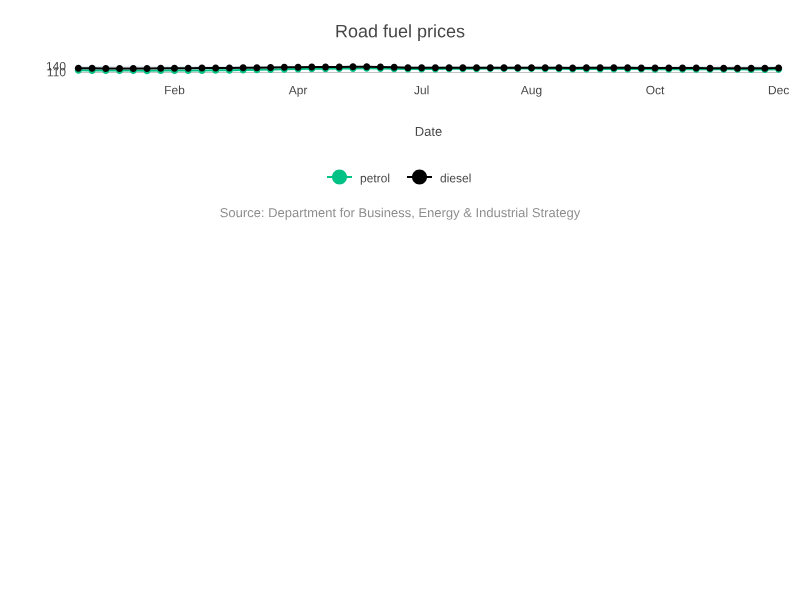 Road fuel prices
140
110
Feb Apr Jul Aug Oct Dec
Date
petrol diesel
Source: Department for Business, Energy & Industrial Strategy